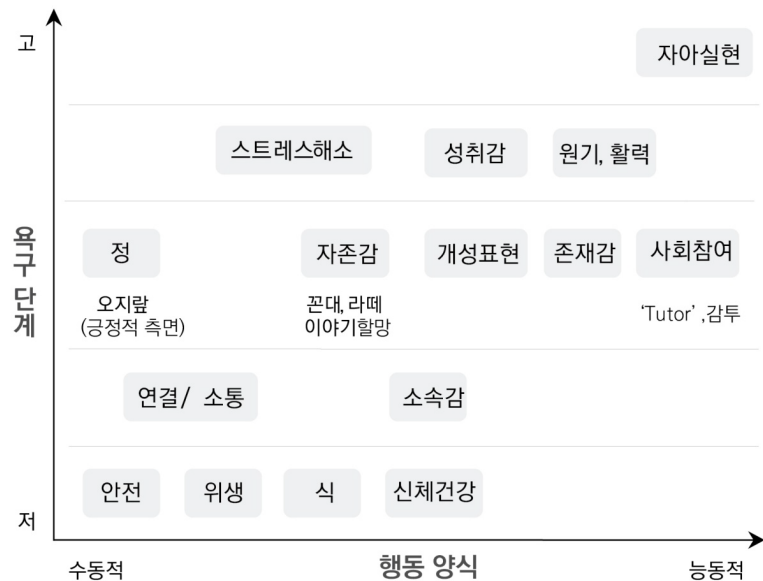 고
자아실현
스트레스해소 성취감 원기, 활력
욕구 단계
정 자존감 개성표현 존재감 사회참여
오지랖 꼰대, 라떼 'Tutor' ,감투
(긍정적 측면) 이야기할망
연결/ 소통 소속감
안전 위생 식 신체건강
저
수동적 행동 양식 능동적